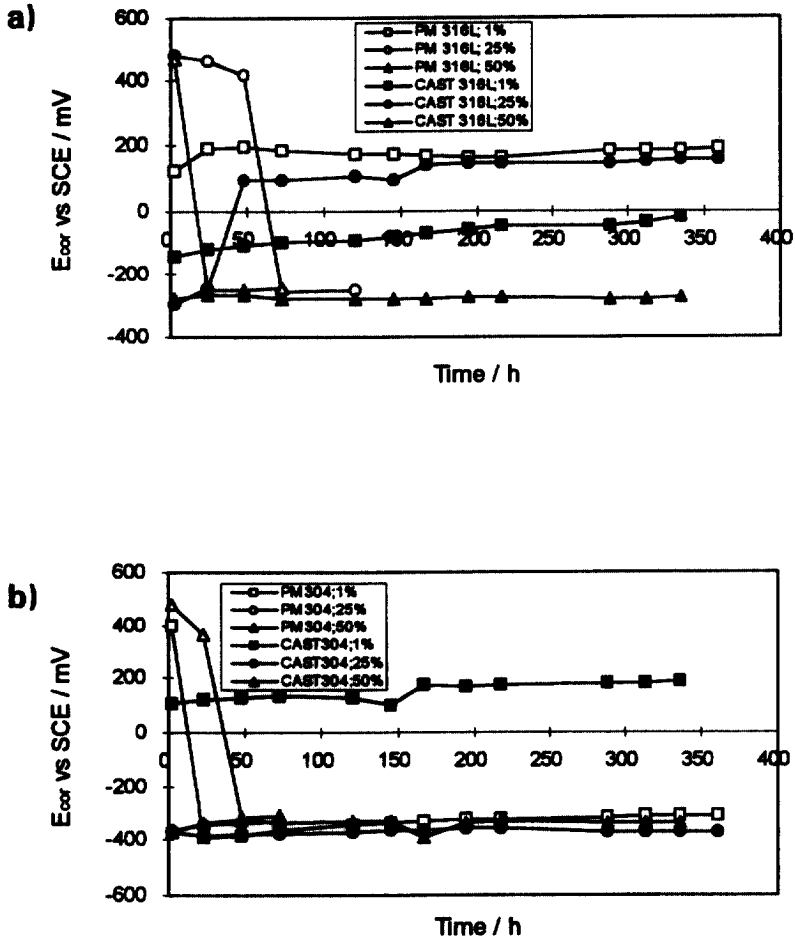 a)
600
400
200
0
-200
-400
Ecor vs SCE / mV
PM 316L; 1%
PM 316L; 25%
PM 316L; 50%
CAST 316L;1%
CAST 316L;25%
CAST 316L;50%
0 50 100 150 200 250 300 350 400
Time / h
b)
600
400
200
0
-200
-400
-600
Ecor vs SCE / mV
PM304;1%
PM304;25%
PM304;50%
CAST304;1%
CAST304;25%
CAST304;50%
0 50 100 150 200 250 300 350 400
Time / h